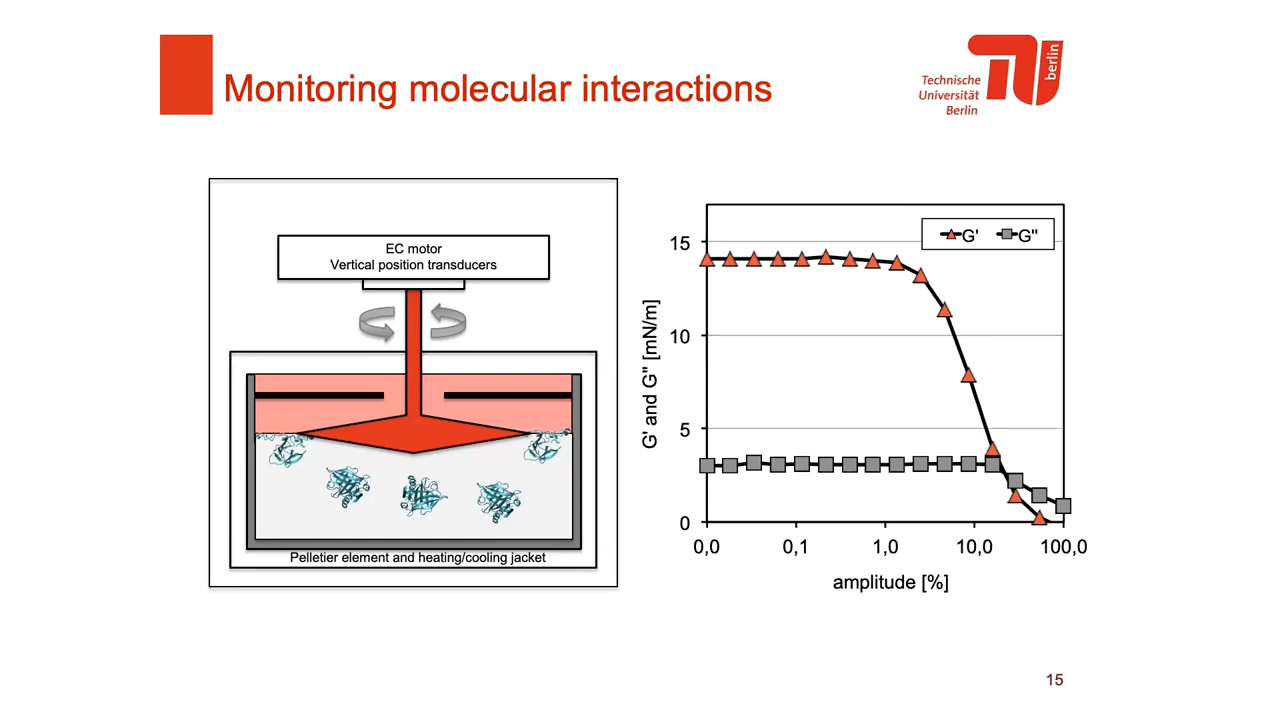 Monitoring molecular interactions
Technische
Universität
Berlin
berlin
EC motor
Vertical position transducers
Pelletier element and heating/cooling jacket
G' G"
15
10
5
0
G' and G" [mN/m]
0,0 0,1 1,0 10,0 100,0
amplitude [%]
15